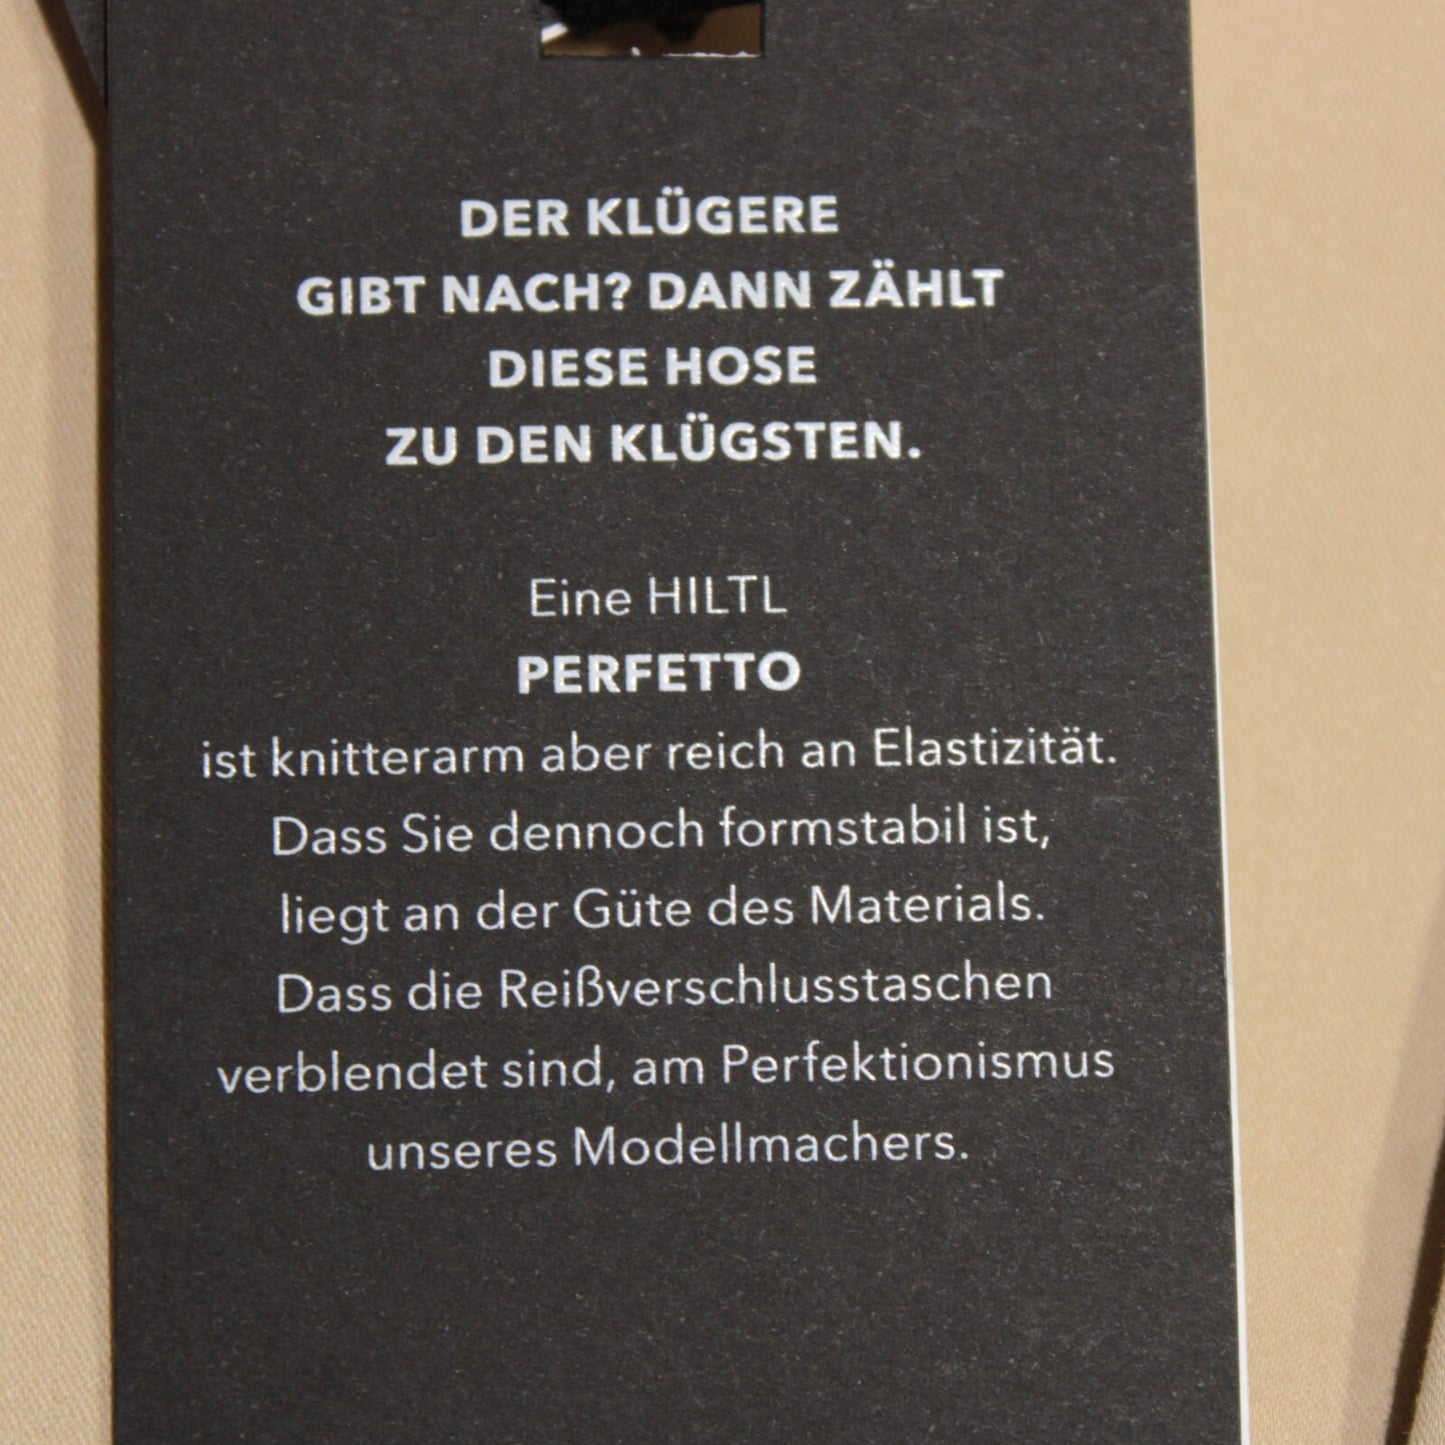 DER KLÜGERE
GIBT NACH? DANN ZÄHLT
DIESE HOSE
ZU DEN KLÜGSTEN.
Eine HILTL
PERFETTO
ist knitterarm aber reich an Elastizität.
Dass Sie dennoch formstabil ist,
liegt an der Güte des Materials.
Dass die Reißverschlusstaschen
verblendet sind, am Perfektionismus
unseres Modellmachers.